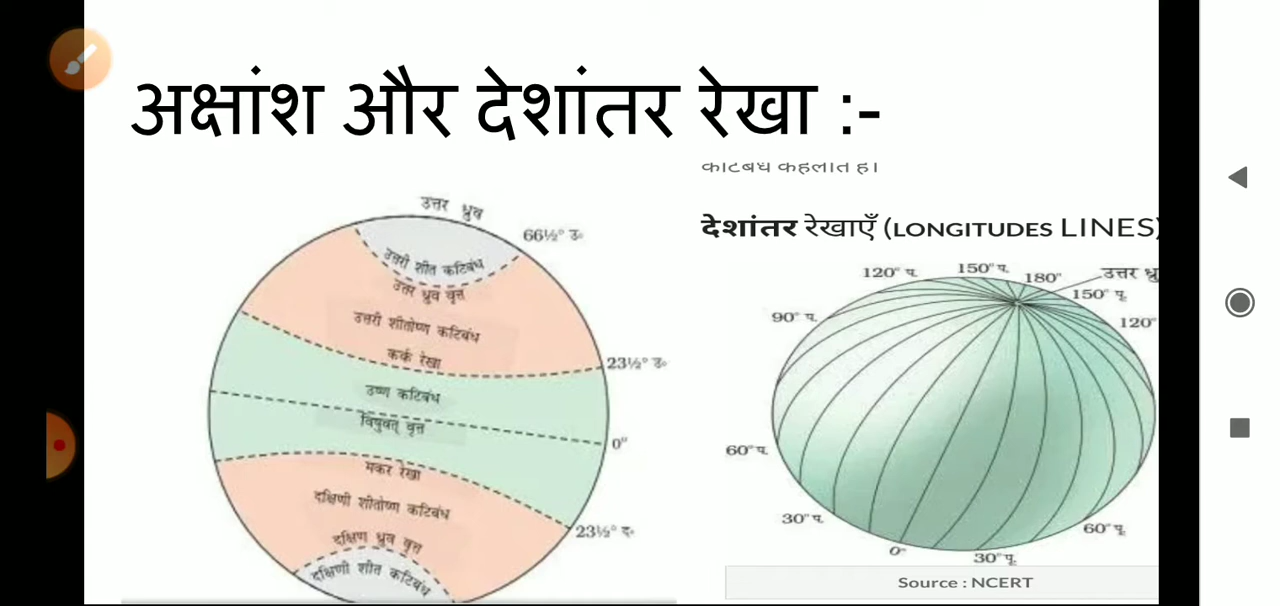 अक्षांश और देशांतर रेखा :-
कटिबंध कहलाते हैं।
उत्तर ध्रुव
66½° उ॰
उत्तरी शीत कटिबंध
उत्तर ध्रुव वृत्त
उत्तरी शीतोष्ण कटिबंध
कर्क रेखा
23½° उ॰
उष्ण कटिबंध
विषुवत् वृत्त
0°
मकर रेखा
दक्षिणी शीतोष्ण कटिबंध
23½° द॰
दक्षिण ध्रुव वृत्त
दक्षिणी शीत कटिबंध
देशांतर रेखाएँ (LONGITUDES LINES)
120° प.
150° प.
180°
उत्तर ध्रु
150° पू.
120°
90° प.
60° प.
30° प.
0°
30° पू.
60° पू.
Source : NCERT